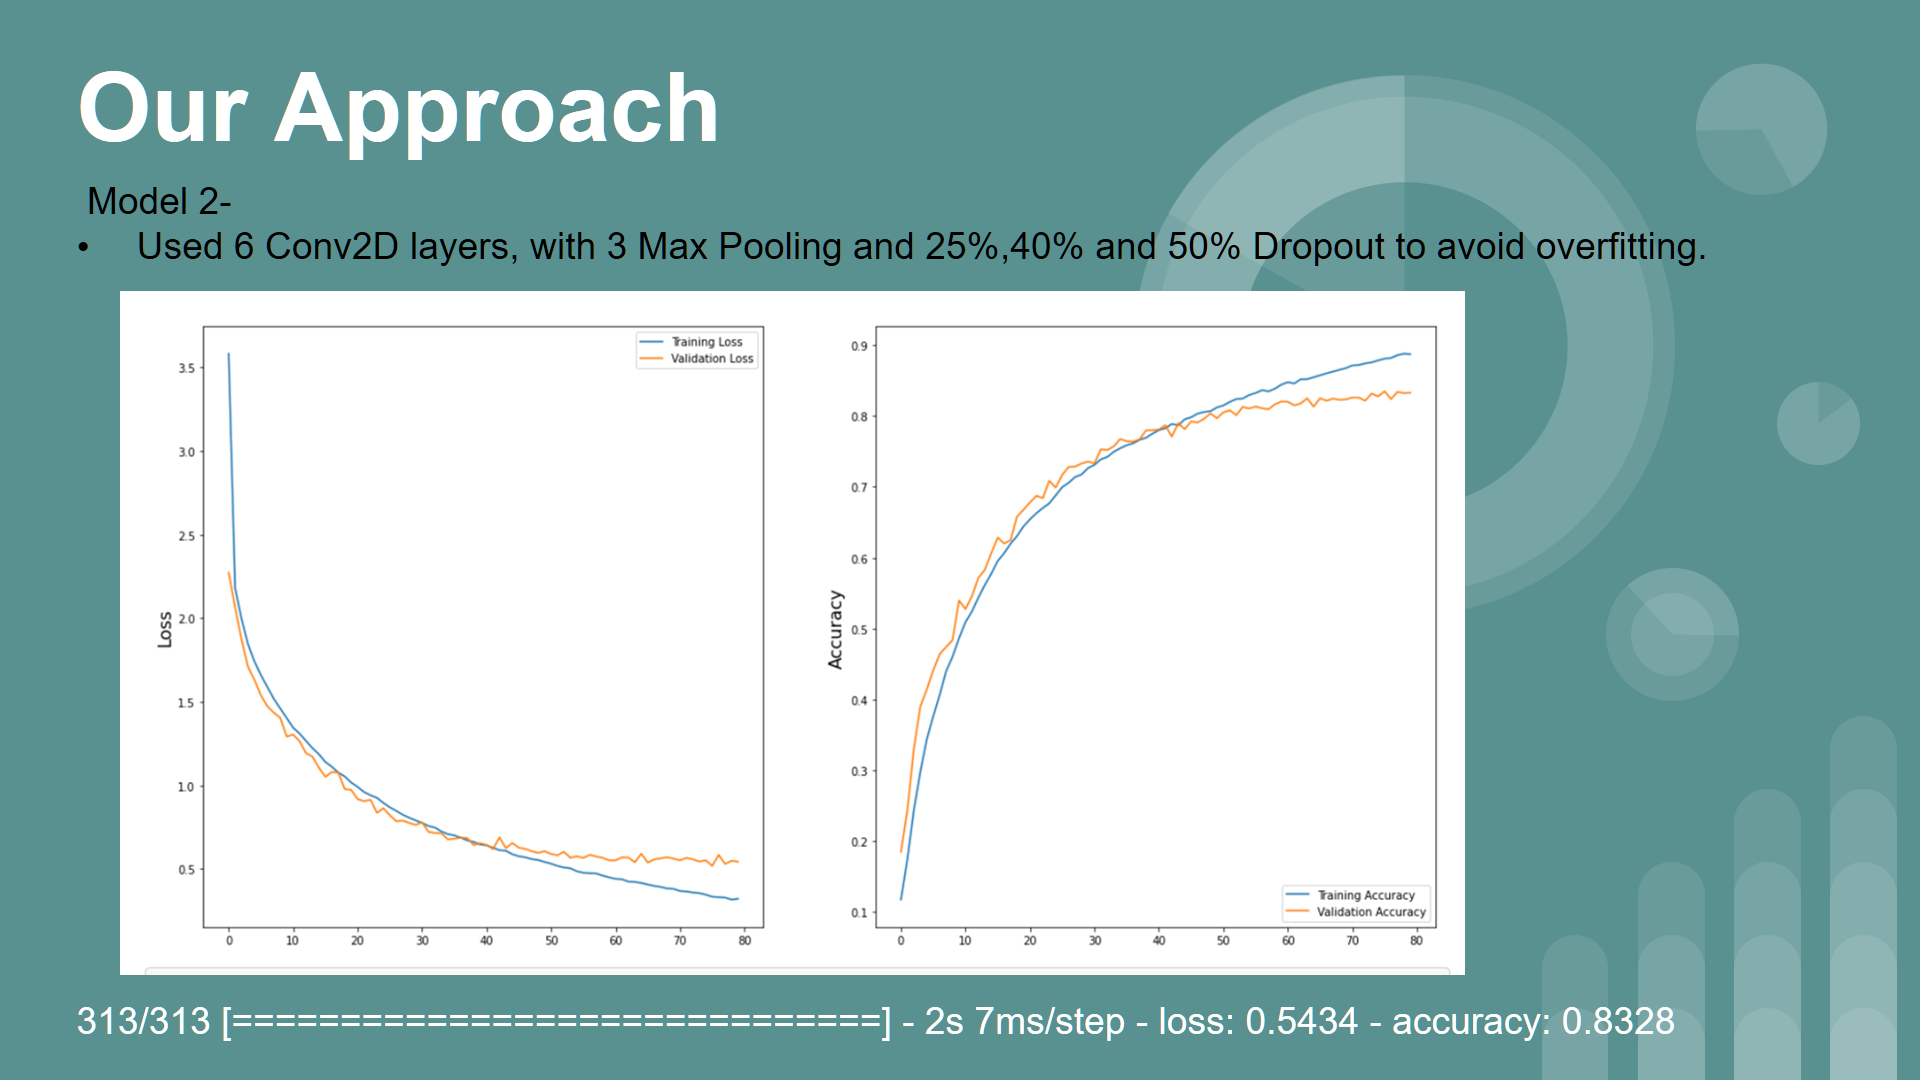 Our Approach
Model 2-
• Used 6 Conv2D layers, with 3 Max Pooling and 25%,40% and 50% Dropout to avoid overfitting.
Training Loss
Validation Loss
3.5
3.0
2.5
2.0
1.5
1.0
0.5
Loss
0 10 20 30 40 50 60 70 80
0.9
0.8
0.7
0.6
0.5
0.4
0.3
0.2
0.1
Accuracy
Training Accuracy
Validation Accuracy
0 10 20 30 40 50 60 70 80
313/313 [==============================] - 2s 7ms/step - loss: 0.5434 - accuracy: 0.8328